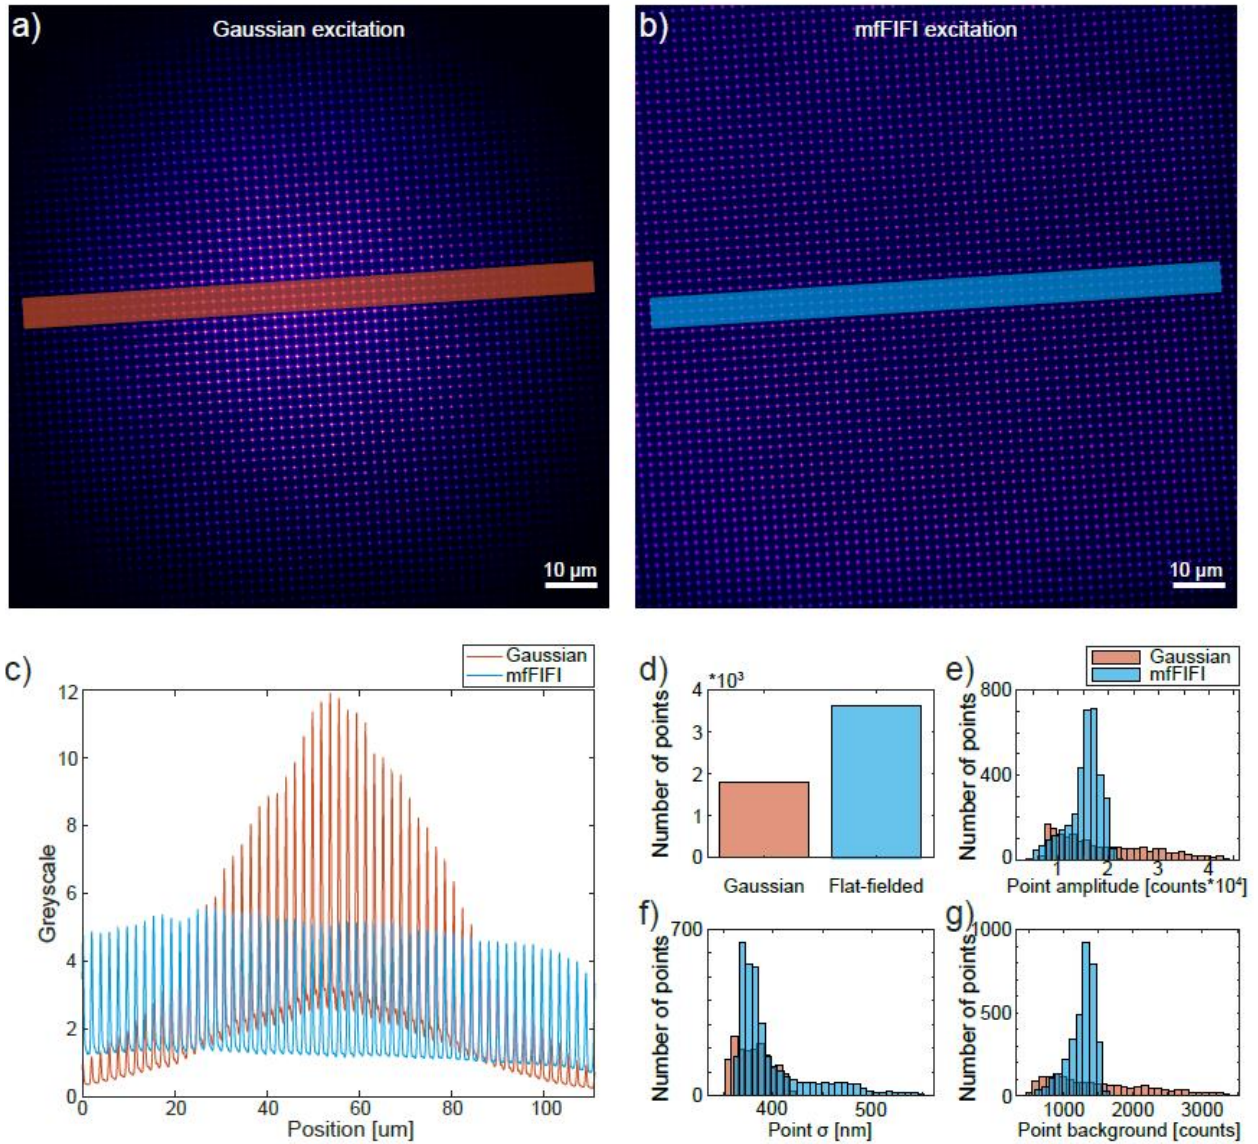 a)
Gaussian excitation
10 μm
b)
mfFIFI excitation
10 μm
c)
Gaussian
mfFIFI
12
10
8
6
4
2
0
Greyscale
0 20 40 60 80 100
Position [um]
d)
*10³
4
3
2
1
0
Number of points
Gaussian Flat-fielded
e)
Gaussian
mfFIFI
800
400
0
Number of points
1 2 3 4
Point amplitude [counts*10⁴]
f)
700
0
Number of points
400 500
Point σ [nm]
g)
1000
500
0
Number of points
1000 2000 3000
Point background [counts]